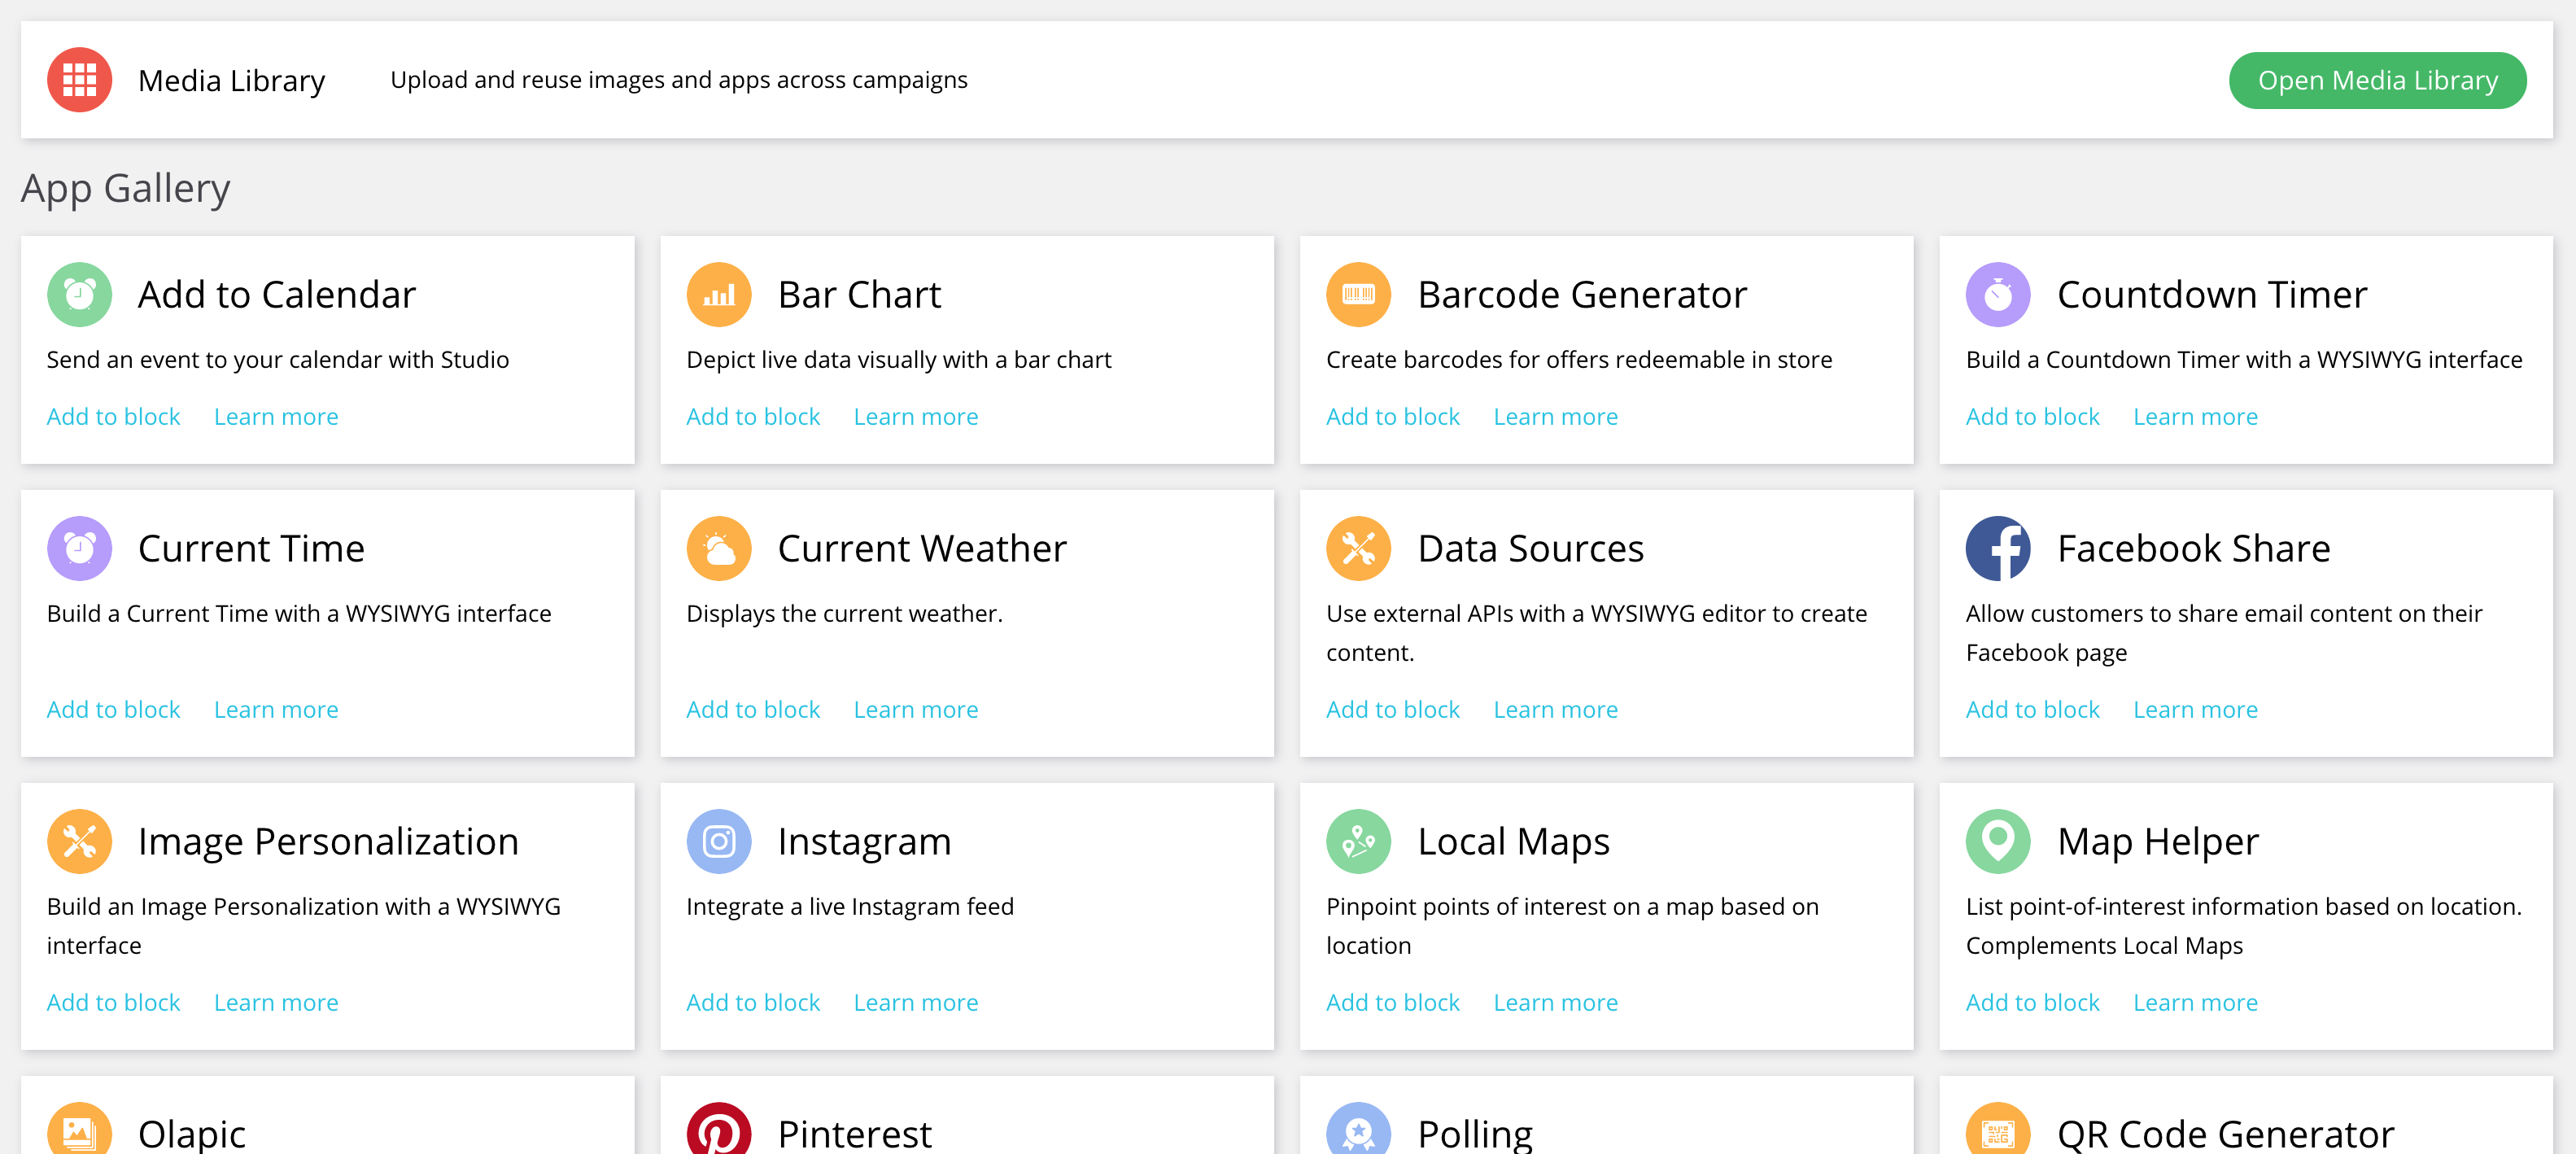 Media Library
Upload and reuse images and apps across campaigns
Open Media Library
App Gallery
Add to Calendar
Send an event to your calendar with Studio
Add to block
Learn more
Bar Chart
Depict live data visually with a bar chart
Add to block
Learn more
Barcode Generator
Create barcodes for offers redeemable in store
Add to block
Learn more
Countdown Timer
Build a Countdown Timer with a WYSIWYG interface
Add to block
Learn more
Current Time
Build a Current Time with a WYSIWYG interface
Add to block
Learn more
Current Weather
Displays the current weather.
Add to block
Learn more
Data Sources
Use external APIs with a WYSIWYG editor to create
content.
Add to block
Learn more
Facebook Share
Allow customers to share email content on their
Facebook page
Add to block
Learn more
Image Personalization
Build an Image Personalization with a WYSIWYG
interface
Add to block
Learn more
Instagram
Integrate a live Instagram feed
Add to block
Learn more
Local Maps
Pinpoint points of interest on a map based on
location
Add to block
Learn more
Map Helper
List point-of-interest information based on location.
Complements Local Maps
Add to block
Learn more
Olapic
Pinterest
Polling
QR Code Generator